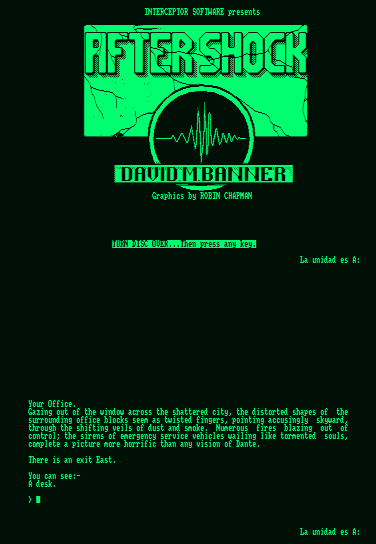 INTERCEPTOR SOFTWARE presents
AFTERSHOCK
DAVID M.BANNER
Graphics by ROBIN CHAPMAN
TURN DISC OVER...Then press any key.
La unidad es A:
Your Office.
Gazing out of the window across the shattered city, the distorted shapes of the
surrounding office blocks seem as twisted fingers, pointing accusingly skyward,
through the shifting veils of dust and smoke. Numerous fires blazing out of
control; the sirens of emergency service vehicles wailing like tormented souls,
complete a picture more horrific than any vision of Dante.
There is an exit East.
You can see:-
A desk.
>
La unidad es A: